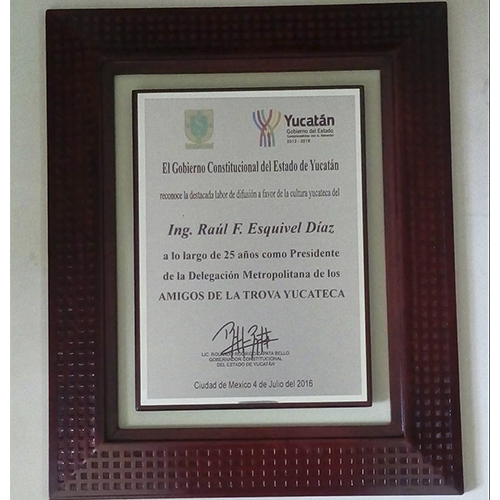 Yucatán
Gobierno del Estado
2012 - 2018
El Gobierno Constitucional del Estado de Yucatán
reconoce la destacada labor de difusión a favor de la cultura yucateca del
Ing. Raúl F. Esquivel Díaz
a lo largo de 25 años como Presidente
de la Delegación Metropolitana de los
AMIGOS DE LA TROVA YUCATECA
LIC. ROLANDO RODRIGO ZAPATA BELLO
GOBERNADOR CONSTITUCIONAL
DEL ESTADO DE YUCATÁN
Ciudad de Mexico 4 de Julio del 2016